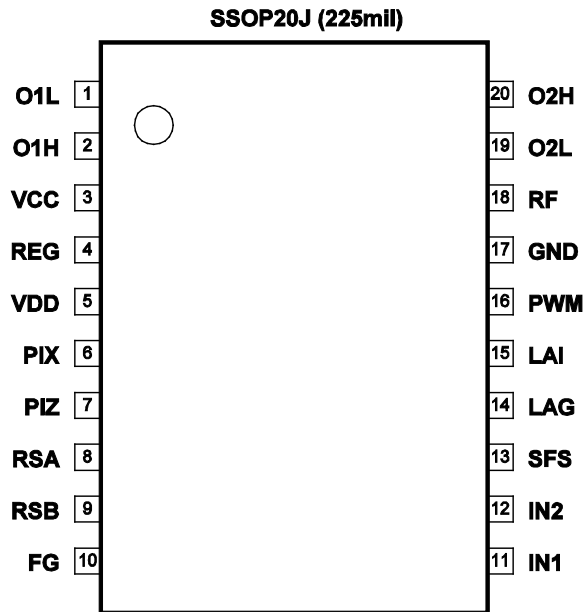 SSOP20J (225mil)
O1L 1 20 O2H
O1H 2 19 O2L
VCC 3 18 RF
REG 4 17 GND
VDD 5 16 PWM
PIX 6 15 LAI
PIZ 7 14 LAG
RSA 8 13 SFS
RSB 9 12 IN2
FG 10 11 IN1